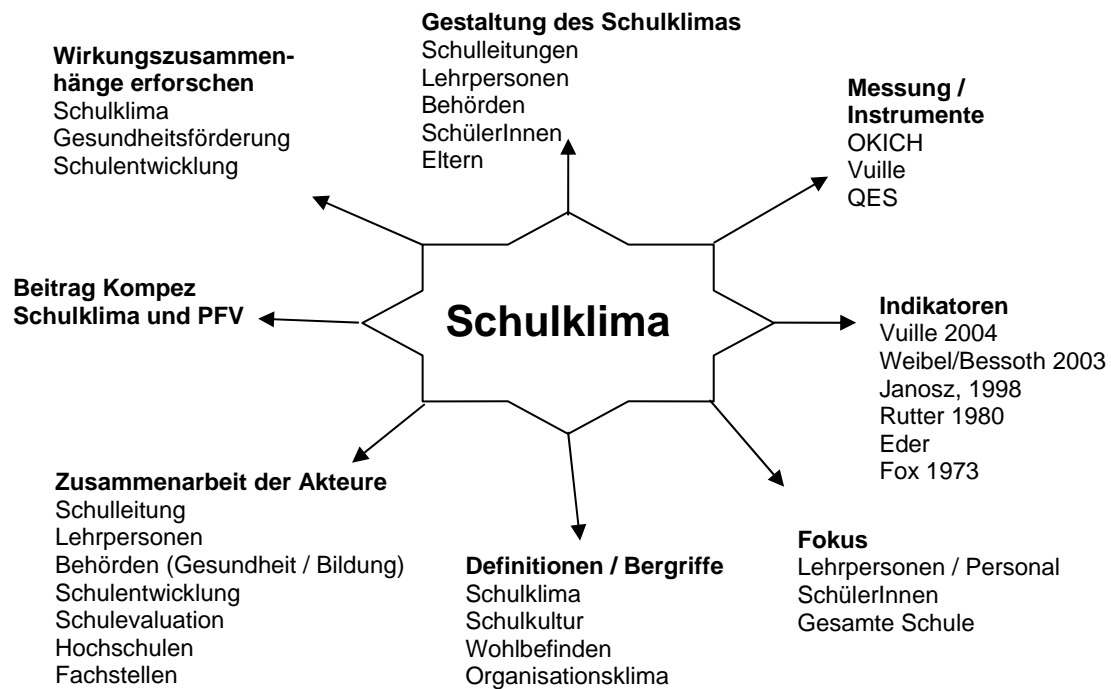 Gestaltung des Schulklimas
Schulleitungen
Lehrpersonen
Behörden
SchülerInnen
Eltern
Wirkungszusammen-
hänge erforschen
Schulklima
Gesundheitsförderung
Schulentwicklung
Messung /
Instrumente
OKICH
Vuille
QES
Beitrag Kompez
Schulklima und PFV
Schulklima
Indikatoren
Vuille 2004
Weibel/Bessoth 2003
Janosz, 1998
Rutter 1980
Eder
Fox 1973
Zusammenarbeit der Akteure
Schulleitung
Lehrpersonen
Behörden (Gesundheit / Bildung)
Schulentwicklung
Schulevaluation
Hochschulen
Fachstellen
Definitionen / Bergriffe
Schulklima
Schulkultur
Wohlbefinden
Organisationsklima
Fokus
Lehrpersonen / Personal
SchülerInnen
Gesamte Schule